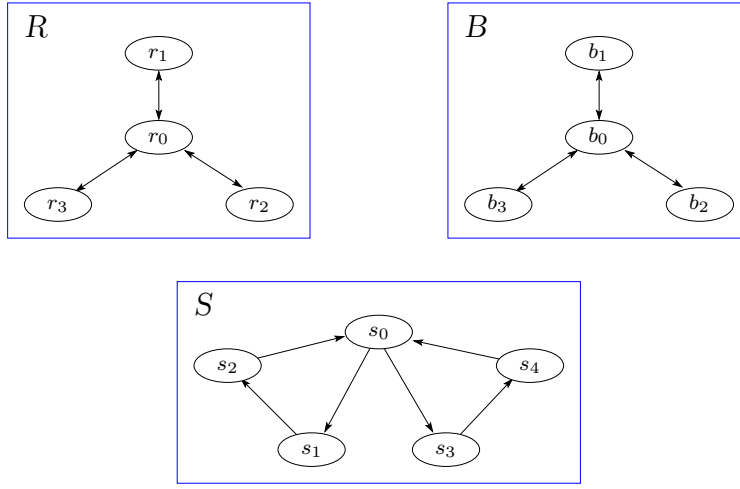 R B
r₁ b₁
r₀ b₀
r₃ r₂ b₃ b₂
S
s₀
s₂ s₄
s₁ s₃